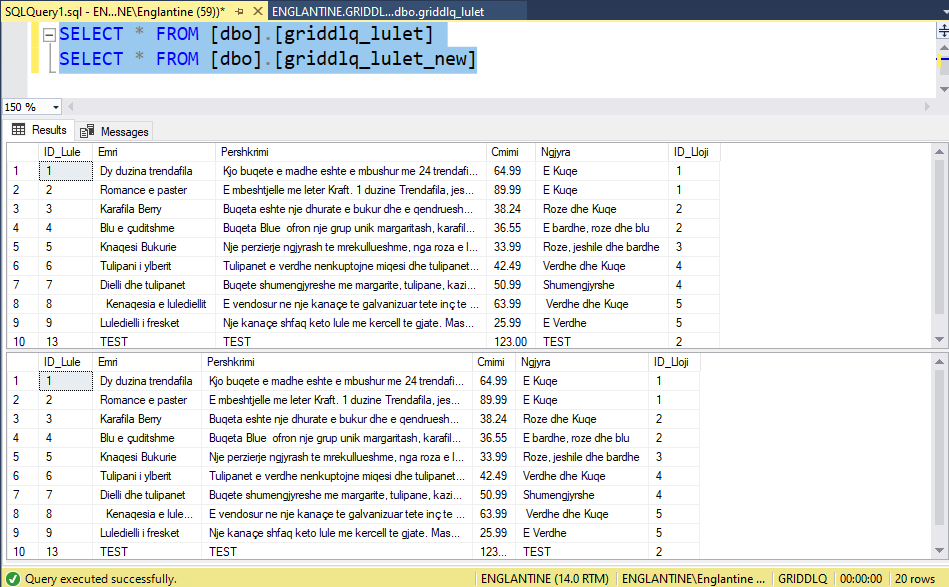 SQLQuery1.sql - EN...NE\Englantine (59))* ENGLANTINE.GRIDDL...dbo.griddlq_lulet
SELECT * FROM [dbo].[griddlq_lulet]
SELECT * FROM [dbo].[griddlq_lulet_new]
150 %
Results Messages
ID_Lule Emri Pershkrimi Cmimi Ngjyra ID_Lloji
1 1 Dy duzina trendafila Kjo buqete e madhe eshte e mbushur me 24 trendafi... 64.99 E Kuqe 1
2 2 Romance e paster E mbeshtjelle me leter Kraft. 1 duzine Trendafila, jes... 89.99 E Kuqe 1
3 3 Karafila Berry Buqeta eshte nje dhurate e bukur dhe e qendruesh... 38.24 Roze dhe Kuqe 2
4 4 Blu e çuditshme Buqeta Blue ofron nje grup unik margaritash, karafil... 36.55 E bardhe, roze dhe blu 2
5 5 Knaqesi Bukurie Nje perzierje ngjyrash te mrekullueshme, nga roza e l... 33.99 Roze, jeshile dhe bardhe 3
6 6 Tulipani i ylberit Tulipanet e verdhe nenkuptojne miqesi dhe tulipanet... 42.49 Verdhe dhe Kuqe 4
7 7 Dielli dhe tulipanet Buqete shumengjyreshe me margarite, tulipane, kazi... 50.99 Shumengjyrshe 4
8 8 Kenaqesia e lulediellit E vendosur ne nje kanaçe te galvanizuar tete inç te ... 63.99 Verdhe dhe Kuqe 5
9 9 Luledielli i fresket Nje kanaçe shfaq keto lule me kercell te gjate. Mas... 25.99 E Verdhe 5
10 13 TEST TEST 123.00 TEST 2
ID_Lule Emri Pershkrimi Cmimi Ngjyra ID_Lloji
1 1 Dy duzina trendafila Kjo buqete e madhe eshte e mbushur me 24 trendafi... 64.99 E Kuqe 1
2 2 Romance e paster E mbeshtjelle me leter Kraft. 1 duzine Trendafila, jes... 89.99 E Kuqe 1
3 3 Karafila Berry Buqeta eshte nje dhurate e bukur dhe e qendruesh... 38.24 Roze dhe Kuqe 2
4 4 Blu e çuditshme Buqeta Blue ofron nje grup unik margaritash, karafil... 36.55 E bardhe, roze dhe blu 2
5 5 Knaqesi Bukurie Nje perzierje ngjyrash te mrekullueshme, nga roza e l... 33.99 Roze, jeshile dhe bardhe 3
6 6 Tulipani i ylberit Tulipanet e verdhe nenkuptojne miqesi dhe tulipanet... 42.49 Verdhe dhe Kuqe 4
7 7 Dielli dhe tulipanet Buqete shumengjyreshe me margarite, tulipane, kazi... 50.99 Shumengjyrshe 4
8 8 Kenaqesia e lule... E vendosur ne nje kanaçe te galvanizuar tete inç te ... 63.99 Verdhe dhe Kuqe 5
9 9 Luledielli i fresket Nje kanaçe shfaq keto lule me kercell te gjate. Mas... 25.99 E Verdhe 5
10 13 TEST TEST 123... TEST 2
Query executed successfully. ENGLANTINE (14.0 RTM) ENGLANTINE\Englantine ... GRIDDLQ 00:00:00 20 rows